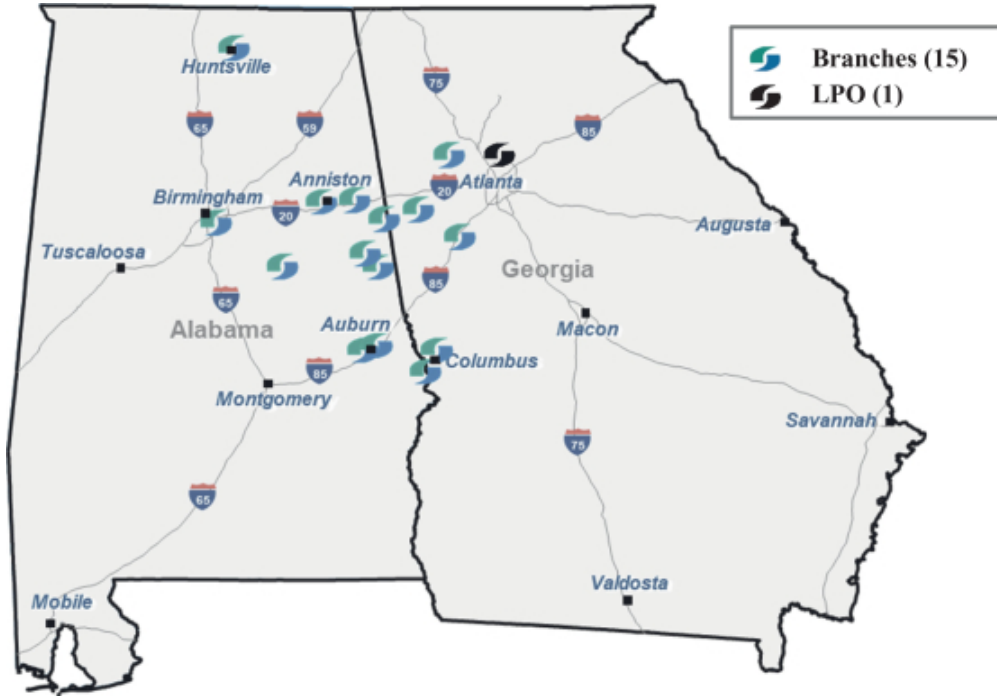 Branches (15)
LPO (1)
Huntsville
75
65
59
85
Atlanta
Anniston
20
Birmingham
20
Augusta
Tuscaloosa
Georgia
85
65
Macon
Alabama
Auburn
Columbus
85
Montgomery
Savannah
75
65
Valdosta
Mobile